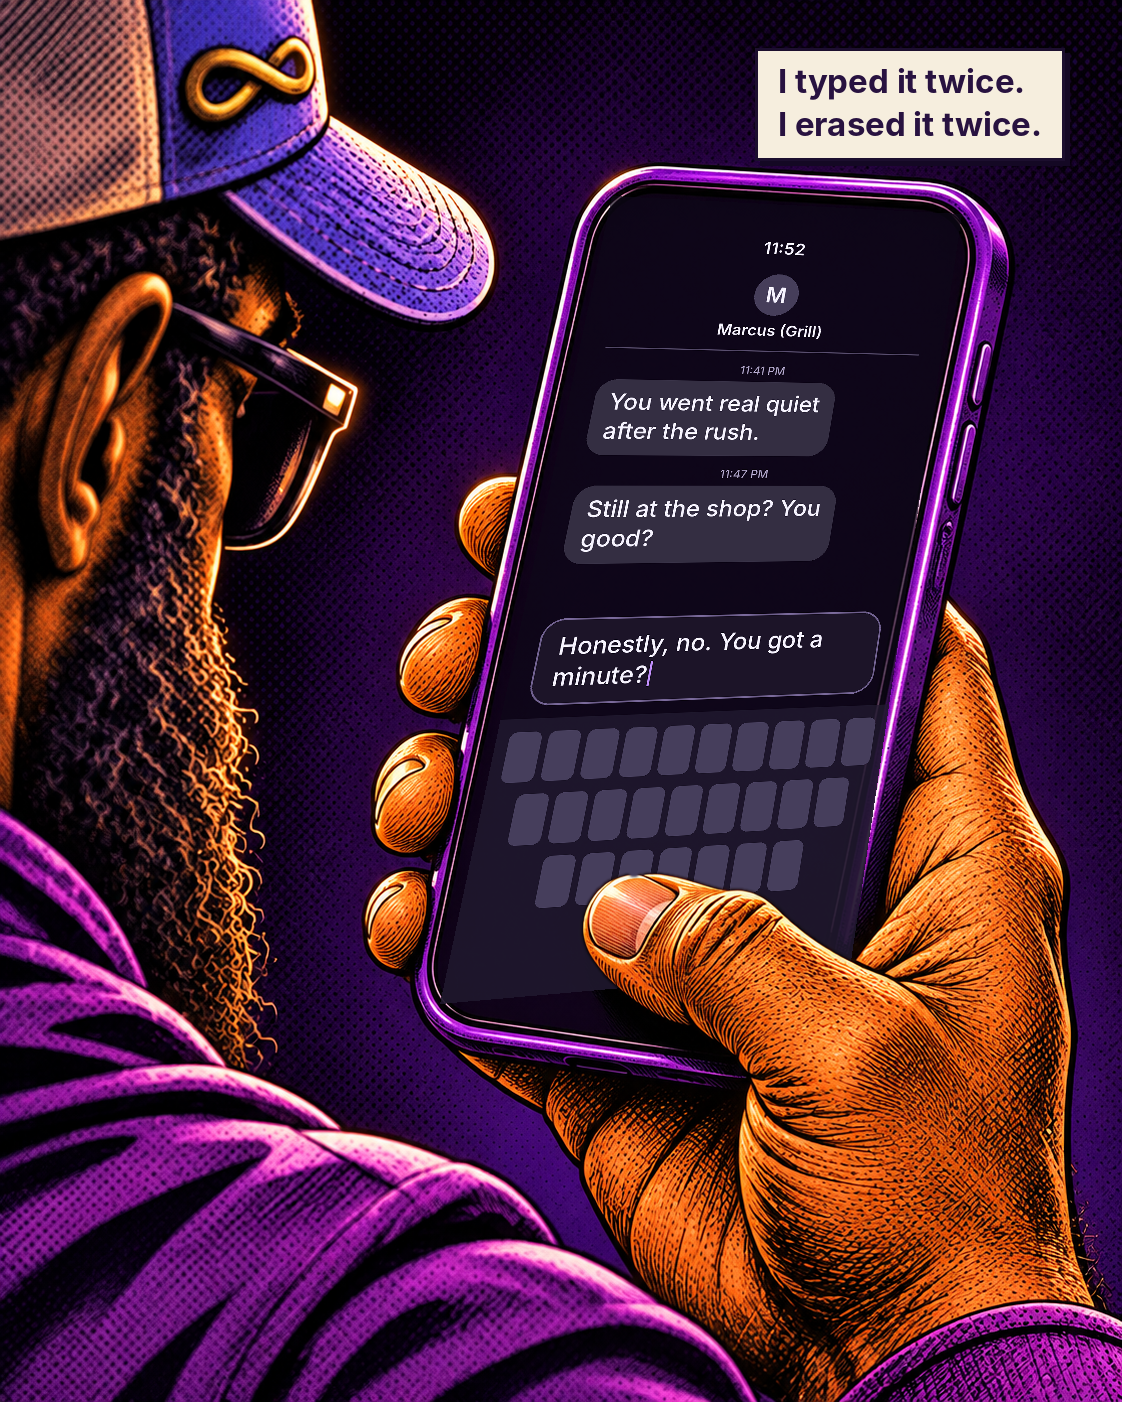 I typed it twice.
I erased it twice.
11:52
M
Marcus (Grill)
11:41 PM
You went real quiet
after the rush.
11:47 PM
Still at the shop? You
good?
Honestly, no. You got a
minute?